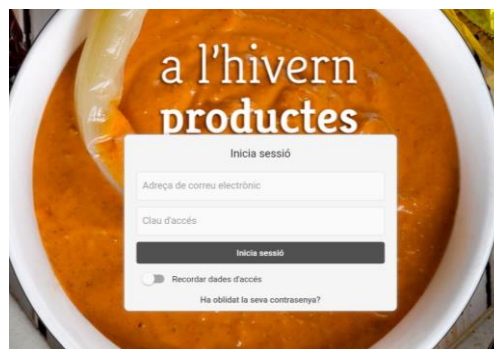 a l'hivern
productes
Inicia sessió
Adreça de correu electrònic
Clau d'accés
Inicia sessió
Recordar dades d'accés
Ha oblidat la seva contrasenya?